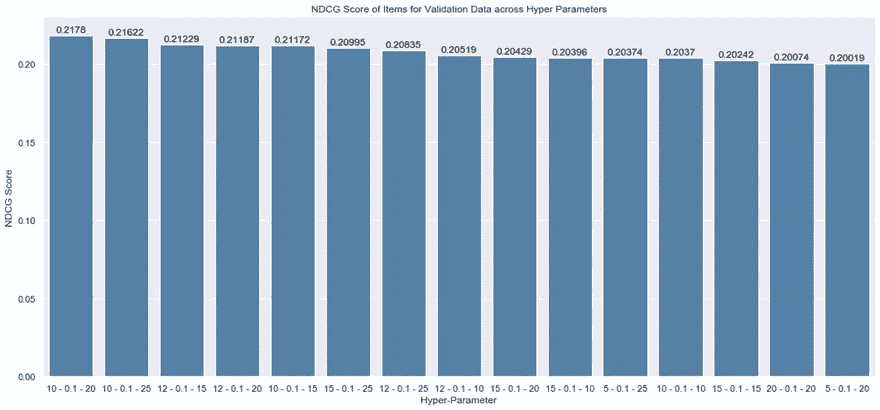 NDCG Score of Items for Validation Data across Hyper Parameters
0.2178 0.21622 0.21229 0.21187 0.21172 0.20995 0.20835 0.20519 0.20429 0.20396 0.20374 0.2037 0.20242 0.20074 0.20019
NDCG Score
0.20
0.15
0.10
0.05
0.00
10 - 0.1 - 20 10 - 0.1 - 25 12 - 0.1 - 15 12 - 0.1 - 20 10 - 0.1 - 15 15 - 0.1 - 25 12 - 0.1 - 25 12 - 0.1 - 10 15 - 0.1 - 20 15 - 0.1 - 10 5 - 0.1 - 25 10 - 0.1 - 10 15 - 0.1 - 15 20 - 0.1 - 20 5 - 0.1 - 20
Hyper-Parameter